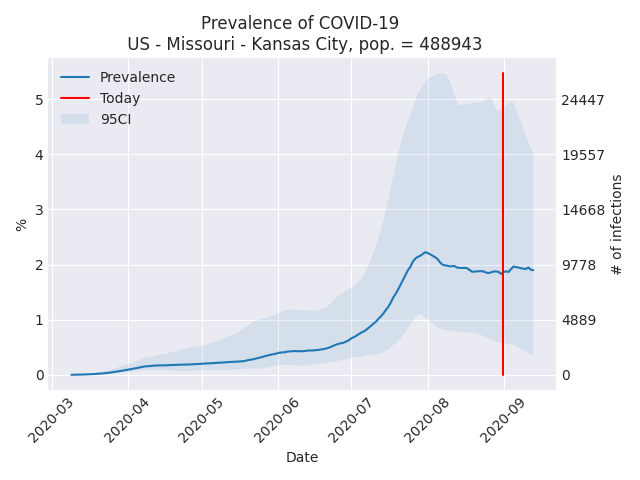 Prevalence of COVID-19
US - Missouri - Kansas City, pop. = 488943
Prevalence
Today
95CI
5
4
3
2
1
0
%
24447
19557
14668
9778
4889
0
# of infections
2020-03
2020-04
2020-05
2020-06
2020-07
2020-08
2020-09
Date